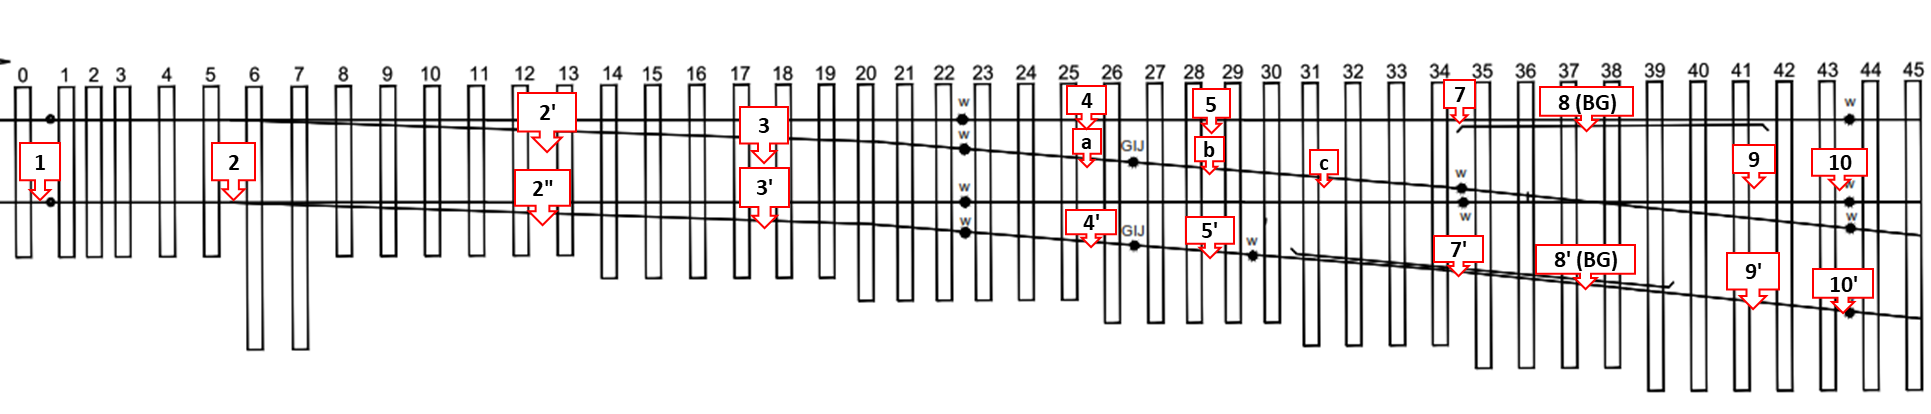 0 1 2 3 4 5 6 7 8 9 10 11 12 13 14 15 16 17 18 19 20 21 22 23 24 25 26 27 28 29 30 31 32 33 34 35 36 37 38 39 40 41 42 43 44 45
2' 3 w 4 5 7 8 (BG) w
w a GIJ b
1 2 c w 9 10
2" 3' w w w
w 4' GIJ 5' w w
7' 8' (BG) 9' 10'